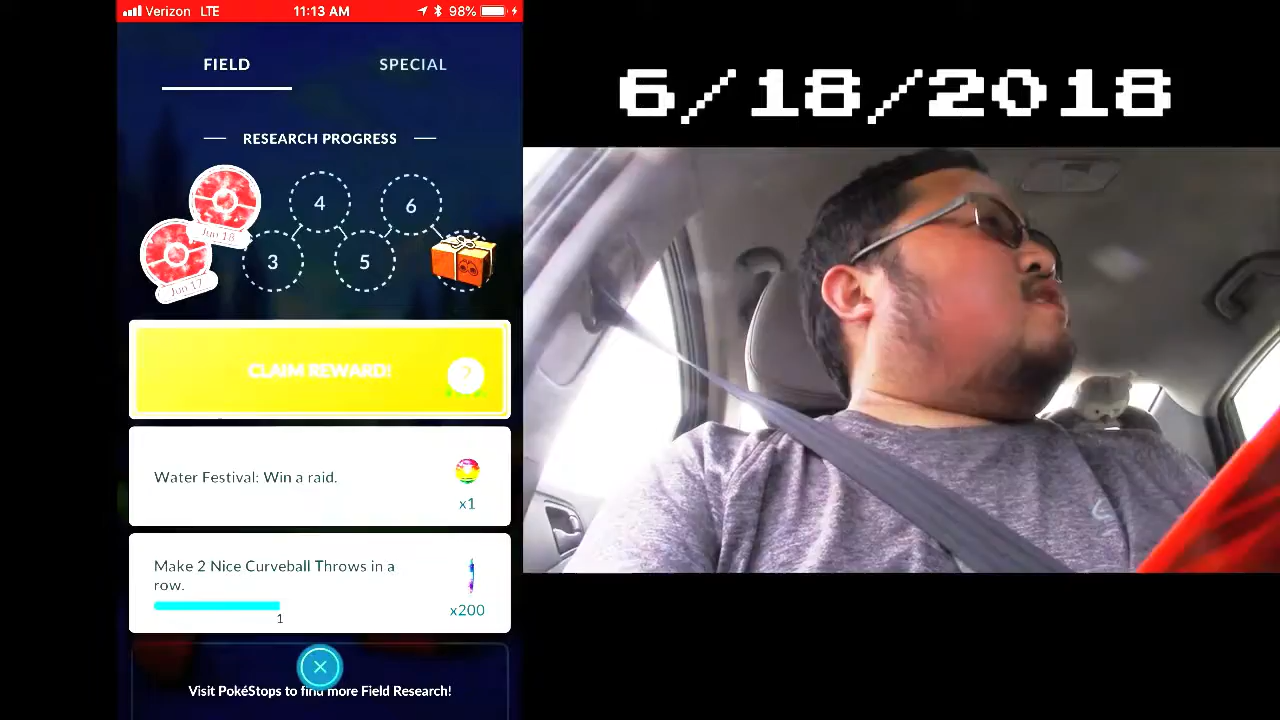 Verizon LTE 11:13 AM 98%
FIELD SPECIAL
RESEARCH PROGRESS
Jun 18
4
6
Jun 17
3
5
CLAIM REWARD!
?
Water Festival: Win a raid.
x1
Make 2 Nice Curveball Throws in a
row.
1
x200
Visit PokéStops to find more Field Research!
6/18/2018